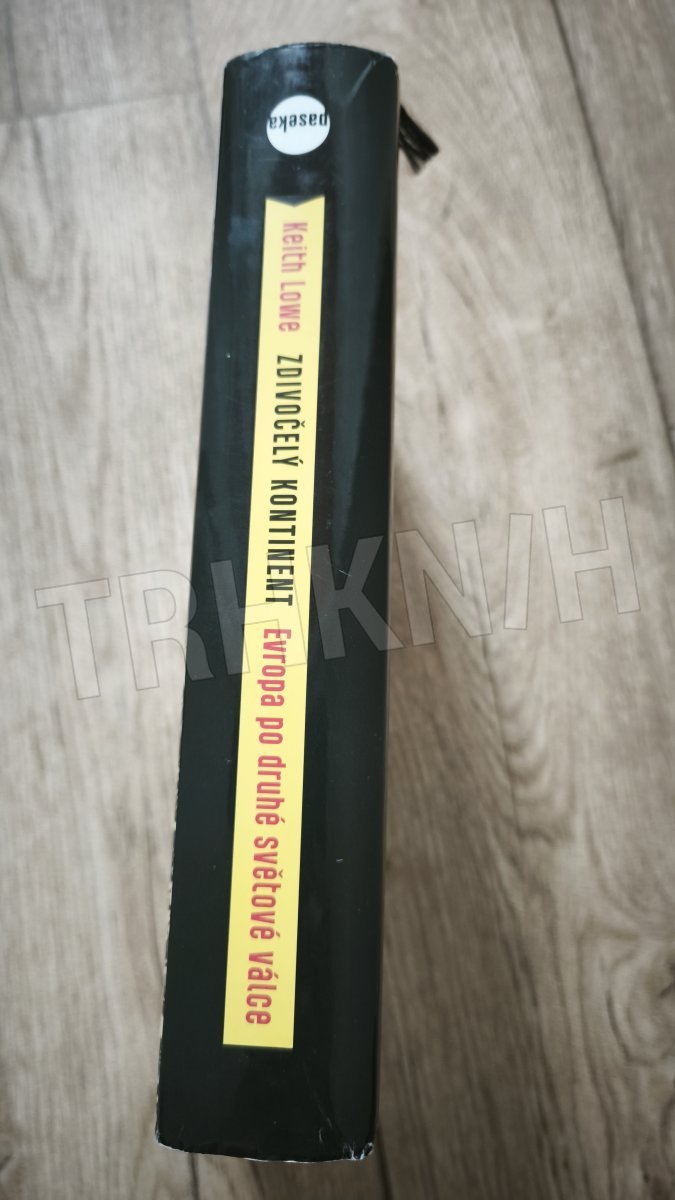 paseka
Keith Lowe ZDIVOČELÝ KONTINENT Evropa po druhé světové válce
TRHKNIH